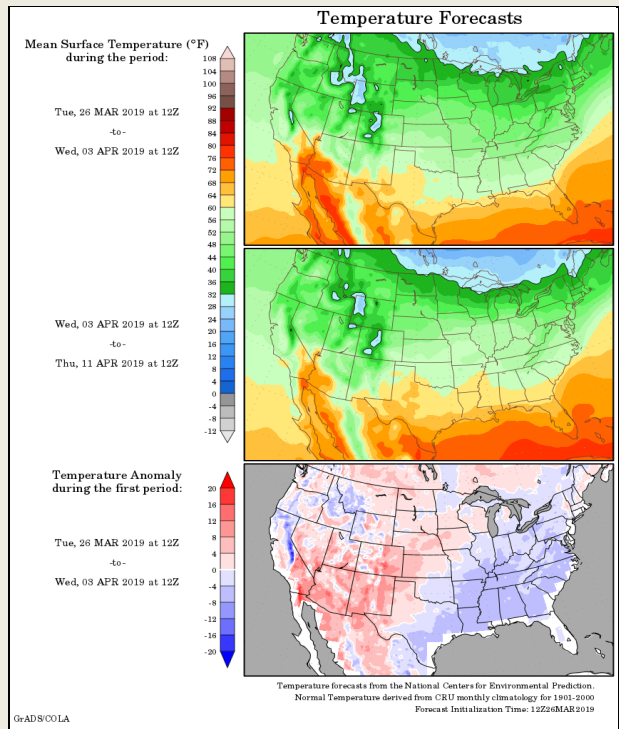 Temperature Forecasts
Mean Surface Temperature (°F)
during the period:
Tue, 26 MAR 2019 at 12Z
-to-
Wed, 03 APR 2019 at 12Z
108
104
100
96
92
88
84
80
76
72
68
64
60
56
52
48
44
40
36
32
28
24
20
16
12
8
4
0
-4
-8
-12
Wed, 03 APR 2019 at 12Z
-to-
Thu, 11 APR 2019 at 12Z
Temperature Anomaly
during the first period:
Tue, 26 MAR 2019 at 12Z
-to-
Wed, 03 APR 2019 at 12Z
20
16
12
8
4
0
-4
-8
-12
-16
-20
Temperature forecasts from the National Centers for Environmental Prediction.
Normal Temperature derived from CRU monthly climatology for 1901-2000
Forecast Initialization Time: 12Z26MAR2019
GrADS/COLA